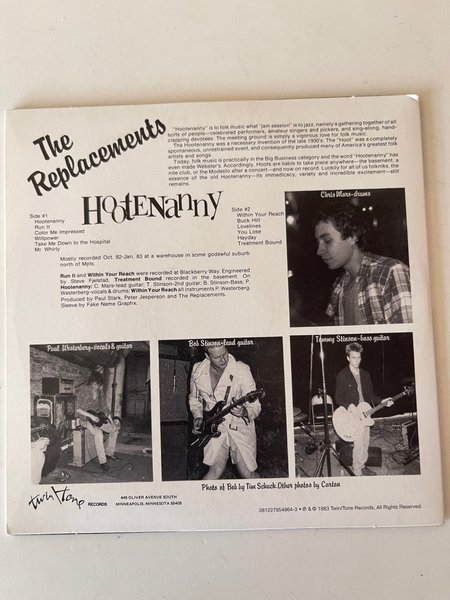 The
Replacements
"Hootenanny" is to folk music what "jam session" is to jazz, namely a gathering together of all
sorts of people—celebrated performers, amateur singers and pickers, and sing-along, hand-
clapping devotees. The meeting ground is simply a vigorous love for folk music.
The Hootenanny was a necessary invention of the late 1930's. The "Hoot" was a completely
spontaneous, unrestrained event, and consequently produced many of America's greatest folk
artists and songs.
Today, folk music is practically in the Big Business category and the word "Hootenanny" has
even made Webster's. Accordingly, Hoots are liable to take place anywhere—the basement, a
nite club, or the Modesto after a concert—and now on record. Luckily for all of us folkniks, the
essence of the old Hootenanny—its immediacy, variety and incredible excitement—still
remains.
HOOTENANNY
Side #1
Hootenanny
Run It
Color Me Impressed
Willpower
Take Me Down to the Hospital
Mr. Whirly
Side #2
Within Your Reach
Buck Hill
Lovelines
You Lose
Hayday
Treatment Bound
Mostly recorded Oct. 82-Jan. 83 at a warehouse in some godawful suburb
north of Mpls.
Run It and Within Your Reach were recorded at Blackberry Way. Engineered
by Steve Fjelstad. Treatment Bound recorded in the basement. On
Hootenanny: C. Mars-lead guitar; T. Stinson-2nd guitar; B. Stinson-Bass, P.
Westerberg-vocals & drums; Within Your Reach all instruments P. Westerberg.
Produced by Paul Stark, Peter Jesperson and The Replacements
Sleeve by Fake Name Graphx.
Chris Mars-drums
Paul Westerberg-vocals & guitar
Bob Stinson-lead guitar
Tommy Stinson-bass guitar
Photo of Bob by Tim Schuck. Other photos by Carton
twin/tone RECORDS
445 OLIVER AVENUE SOUTH
MINNEAPOLIS, MINNESOTA 55405
081227954864-3 • ℗ & © 1983 Twin/Tone Records. All Rights Reserved.